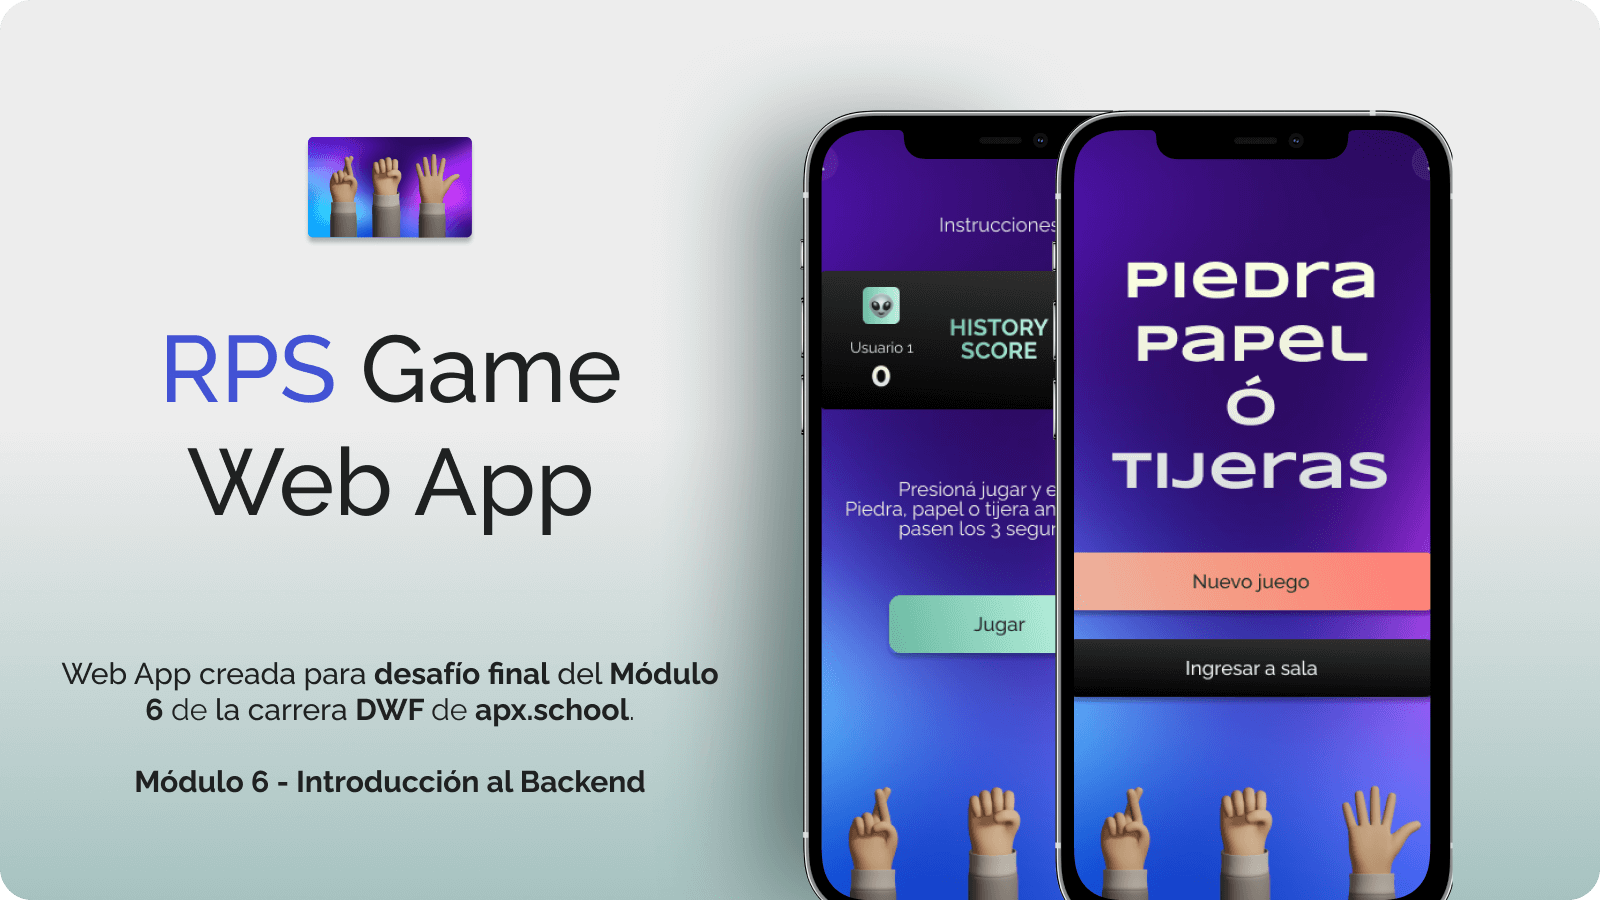 RPS Game
Web App
Web App creada para desafío final del Módulo
6 de la carrera DWF de apx.school.
Módulo 6 - Introducción al Backend
Instrucciones
Usuario 1
0
HISTORY
SCORE
Presioná jugar y e
Piedra, papel o tijera an
pasen los 3 segu
Jugar
Piedra
Papel
ó
Tijeras
Nuevo juego
Ingresar a sala